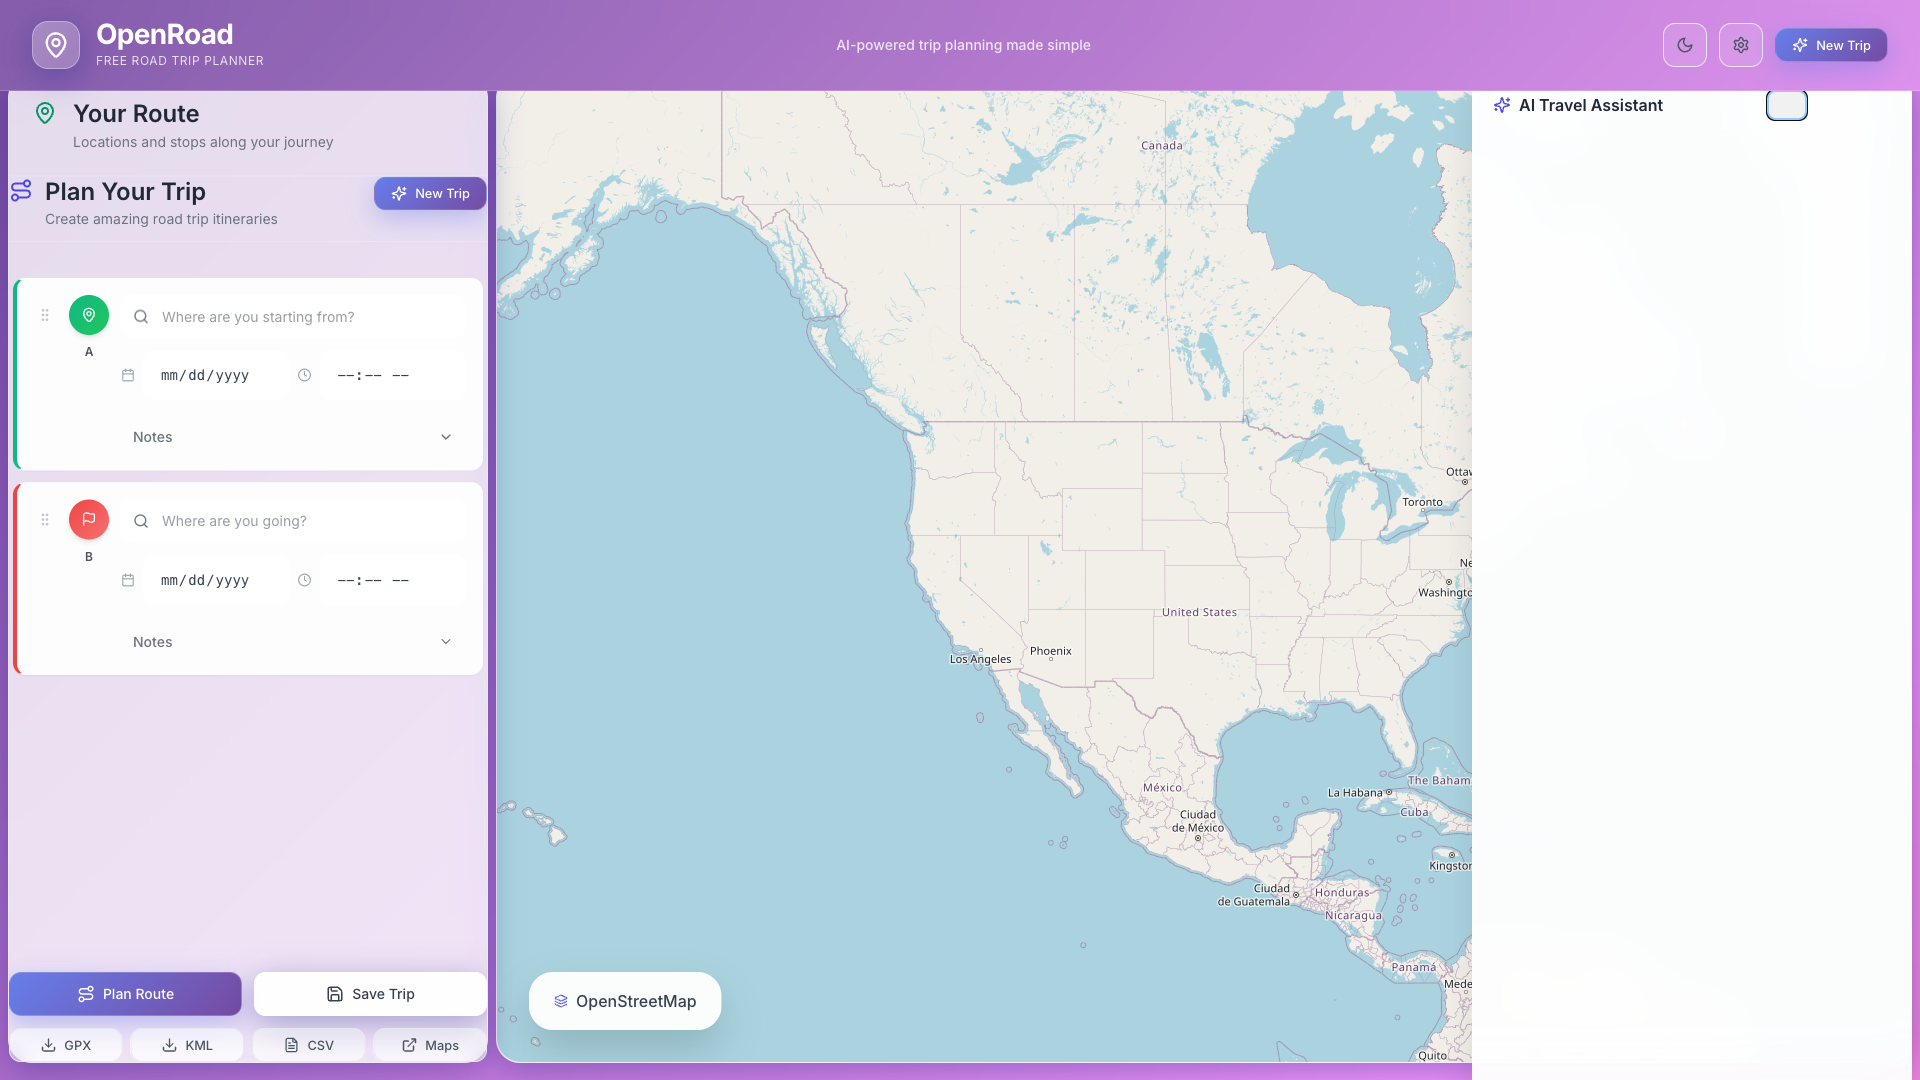 OpenRoad
FREE ROAD TRIP PLANNER
AI-powered trip planning made simple
New Trip
Your Route
Locations and stops along your journey
Plan Your Trip
Create amazing road trip itineraries
New Trip
Where are you starting from?
A
mm/dd/yyyy
--:-- --
Notes
Where are you going?
B
mm/dd/yyyy
--:-- --
Notes
Plan Route
Save Trip
GPX
KML
CSV
Maps
Canada
Ottaw
Toronto
Ne
Washingto
United States
Phoenix
Los Angeles
The Baham
México
La Habana
Cuba
Ciudad
de México
Kingston
Ciudad
de Guatemala
Honduras
Nicaragua
Panamá
Mede
Quito
OpenStreetMap
AI Travel Assistant